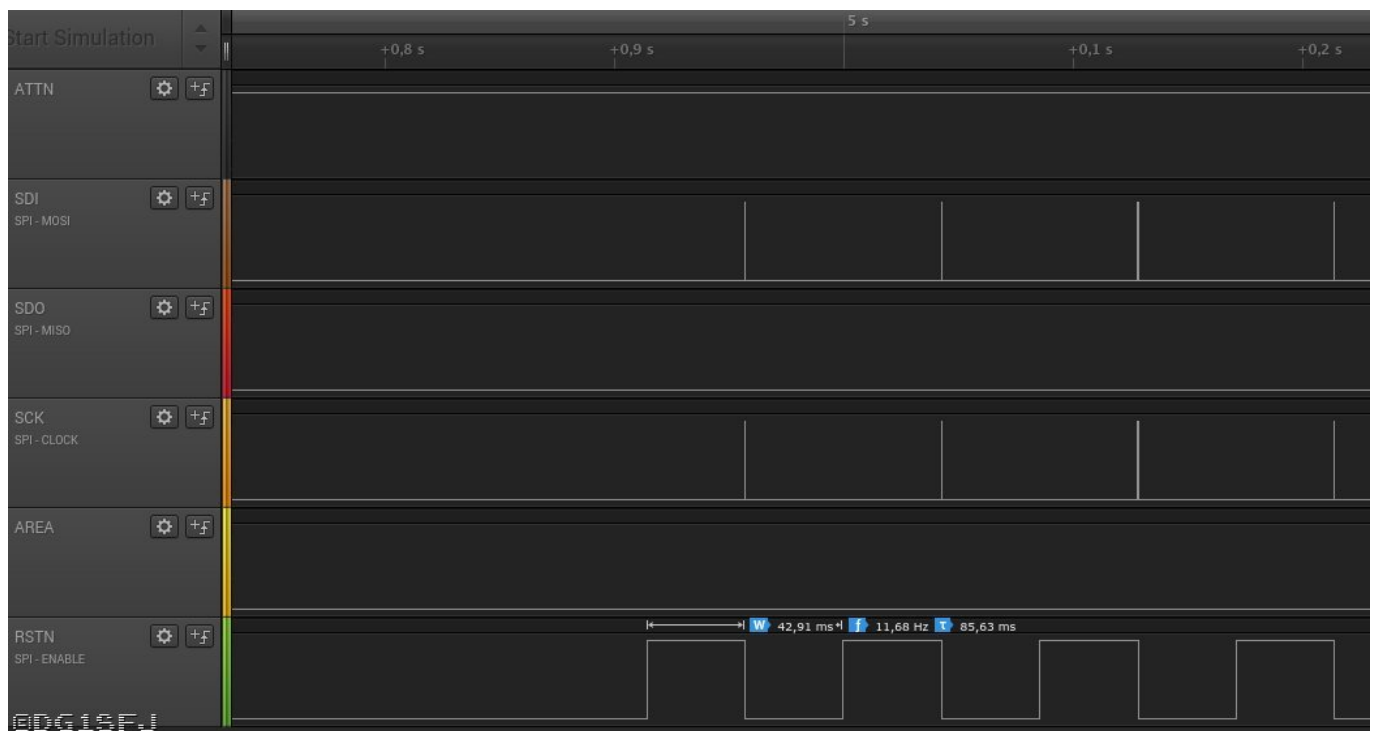 Start Simulation
5 s
+0,8 s
+0,9 s
+0,1 s
+0,2 s
ATTN
SDI
SPI - MOSI
SDO
SPI - MISO
SCK
SPI - CLOCK
AREA
RSTN
SPI - ENABLE
W 42,91 ms f 11,68 Hz τ 85,63 ms
@DG1SFJ